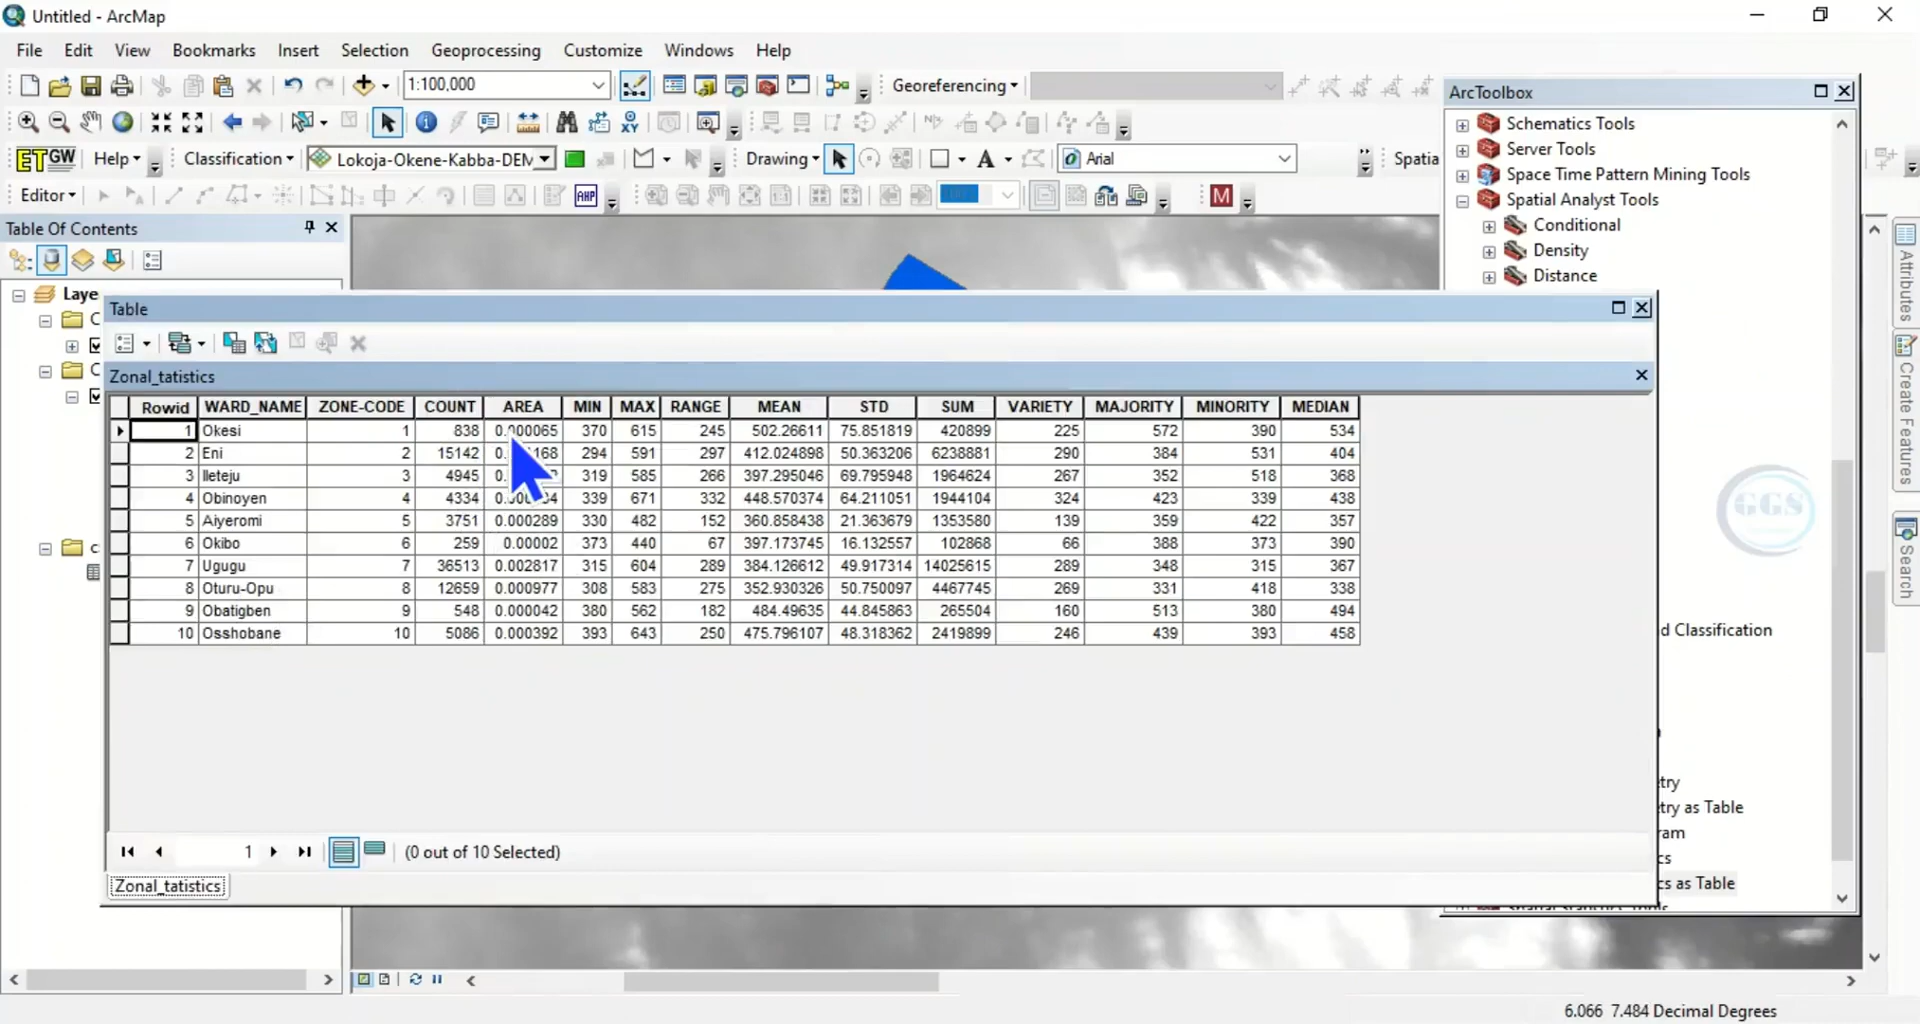 Untitled - ArcMap
File Edit View Bookmarks Insert Selection Geoprocessing Customize Windows Help
1:100,000 Georeferencing
ET GW Help Classification Lokoja-Okene-Kabba-DEM Drawing A Arial Spatia
Editor AHP M
Table Of Contents
Laye
C
C
c
ArcToolbox
Schematics Tools
Server Tools
Space Time Pattern Mining Tools
Spatial Analyst Tools
Conditional
Density
Distance
Attributes
Create Features
Search
Table
Zonal_tatistics
Rowid WARD_NAME ZONE-CODE COUNT AREA MIN MAX RANGE MEAN STD SUM VARIETY MAJORITY MINORITY MEDIAN
1 Okesi 1 838 0.000065 370 615 245 502.26611 75.851819 420899 225 572 390 534
2 Eni 2 15142 294 591 297 412.024898 50.363206 6238881 290 384 531 404
3 Ileteju 3 4945 319 585 266 397.295046 69.795948 1964624 267 352 518 368
4 Obinoyen 4 4334 339 671 332 448.570374 64.211051 1944104 324 423 339 438
5 Aiyeromi 5 3751 0.000289 330 482 152 360.858438 21.363679 1353580 139 359 422 357
6 Okibo 6 259 0.00002 373 440 67 397.173745 16.132557 102868 66 388 373 390
7 Ugugu 7 36513 0.002817 315 604 289 384.126612 49.917314 14025615 289 348 315 367
8 Oturu-Opu 8 12659 0.000977 308 583 275 352.930326 50.750097 4467745 269 331 418 338
9 Obatigben 9 548 0.000042 380 562 182 484.49635 44.845863 265504 160 513 380 494
10 Osshobane 10 5086 0.000392 393 643 250 475.796107 48.318362 2419899 246 439 393 458
GGS
d Classification
etry
etry as Table
ram
cs
cs as Table
1 (0 out of 10 Selected)
Zonal_tatistics
6.066 7.484 Decimal Degrees